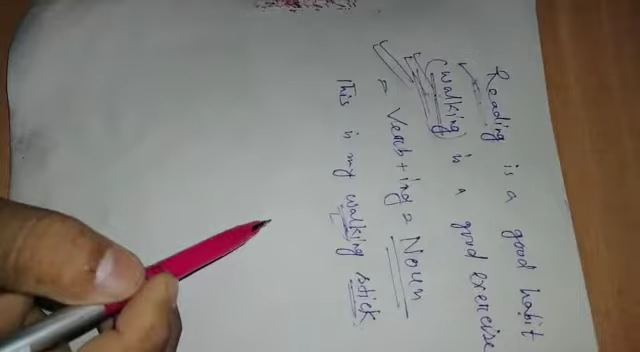 Reading is a good habit
(walking) is a good exercise
= Verb + ing = Noun
This is my walking stick.